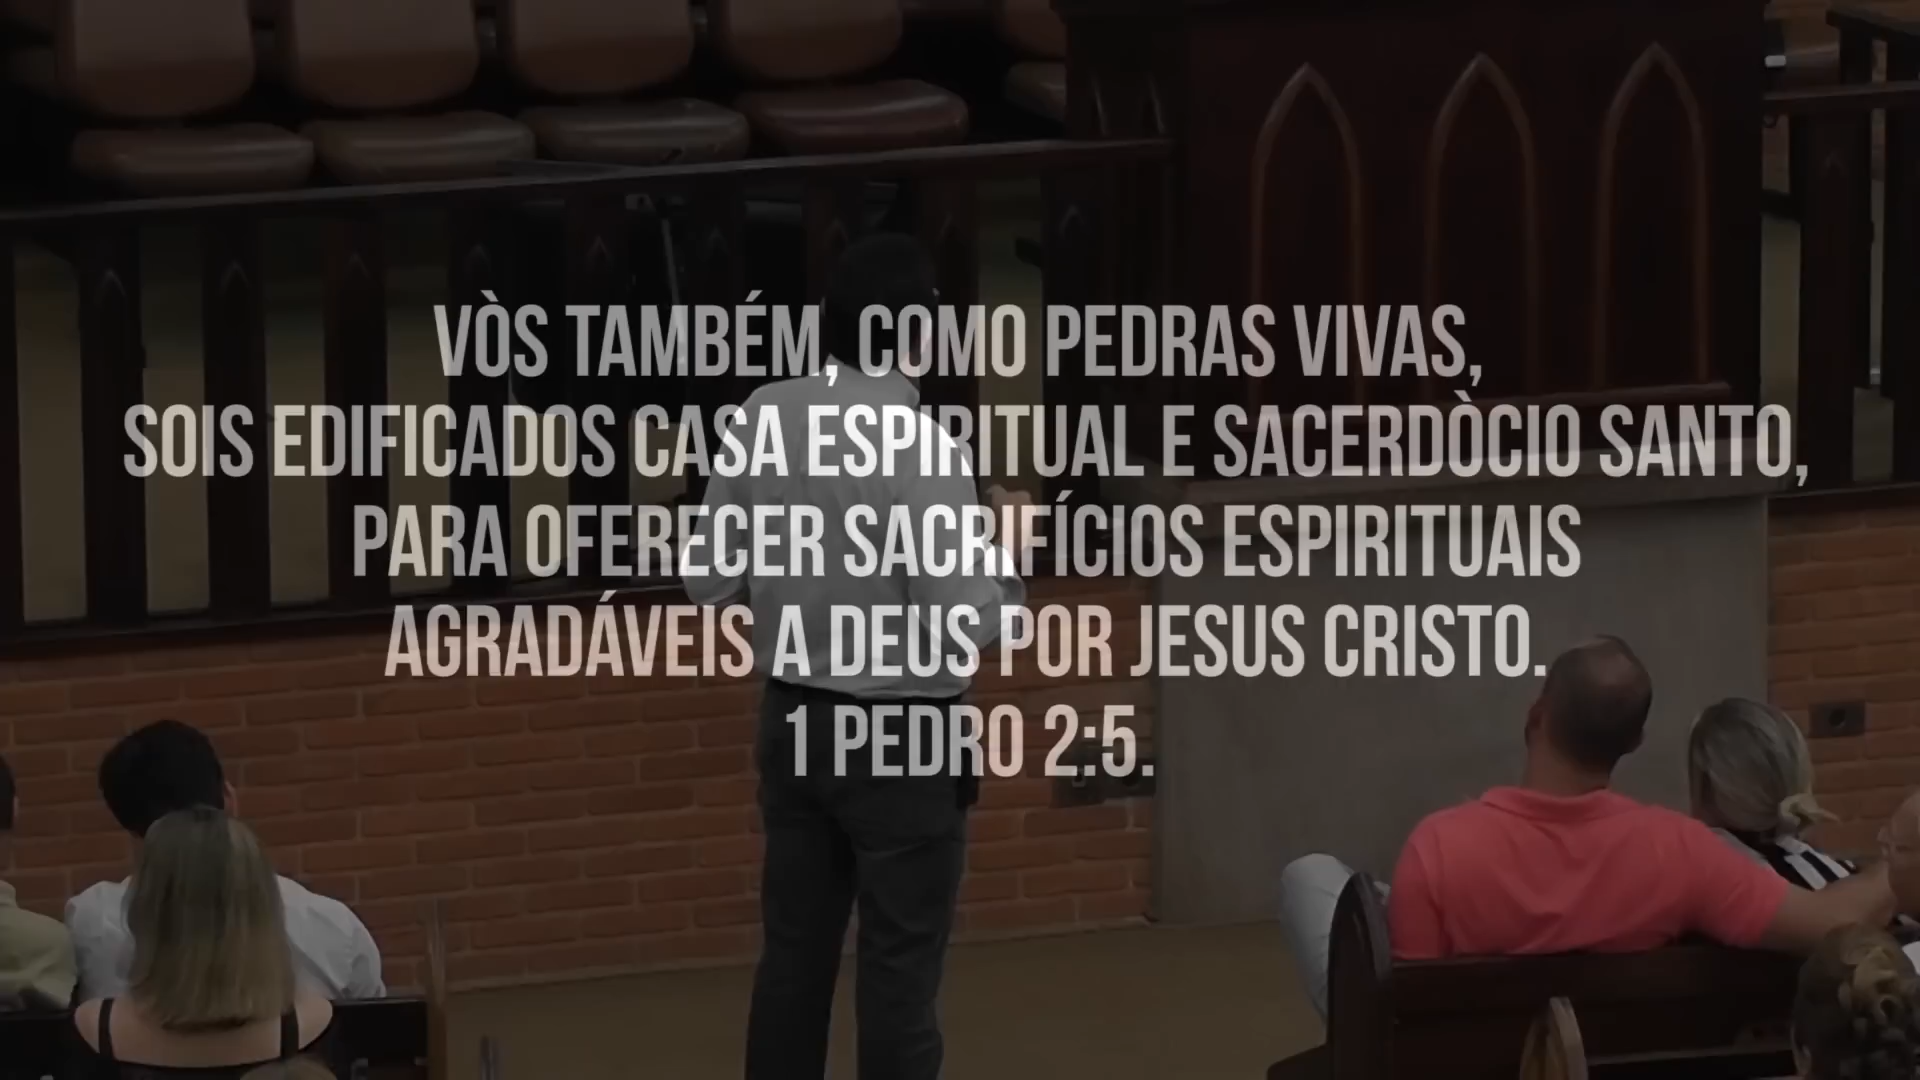 VÒS TAMBÉM, COMO PEDRAS VIVAS,
SOIS EDIFICADOS CASA ESPIRITUAL E SACERDÒCIO SANTO,
PARA OFERECER SACRIFÍCIOS ESPIRITUAIS
AGRADÁVEIS A DEUS POR JESUS CRISTO.
1 PEDRO 2:5.